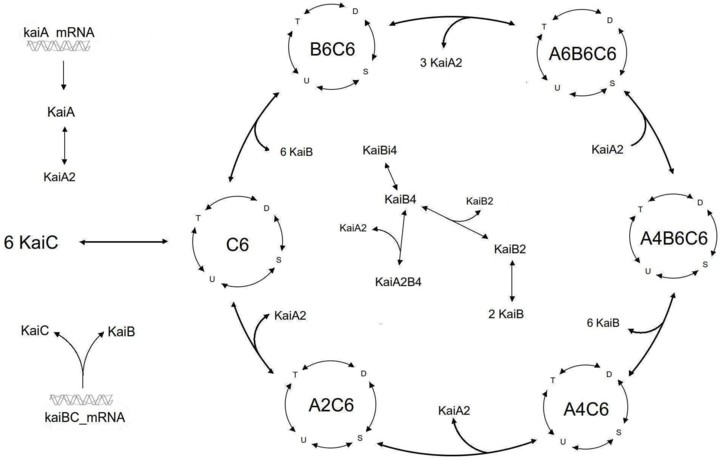 kaiA mRNA
KaiA
KaiA2
6 KaiC
KaiC
KaiB
kaiBC_mRNA
T
D
B6C6
U
S
3 KaiA2
T
D
A6B6C6
U
S
6 KaiB
KaiA2
KaiBi4
KaiB4
KaiB2
KaiA2
KaiB2
KaiA2B4
2 KaiB
T
D
C6
U
S
T
D
A4B6C6
U
S
KaiA2
6 KaiB
T
D
A2C6
U
S
KaiA2
T
D
A4C6
U
S